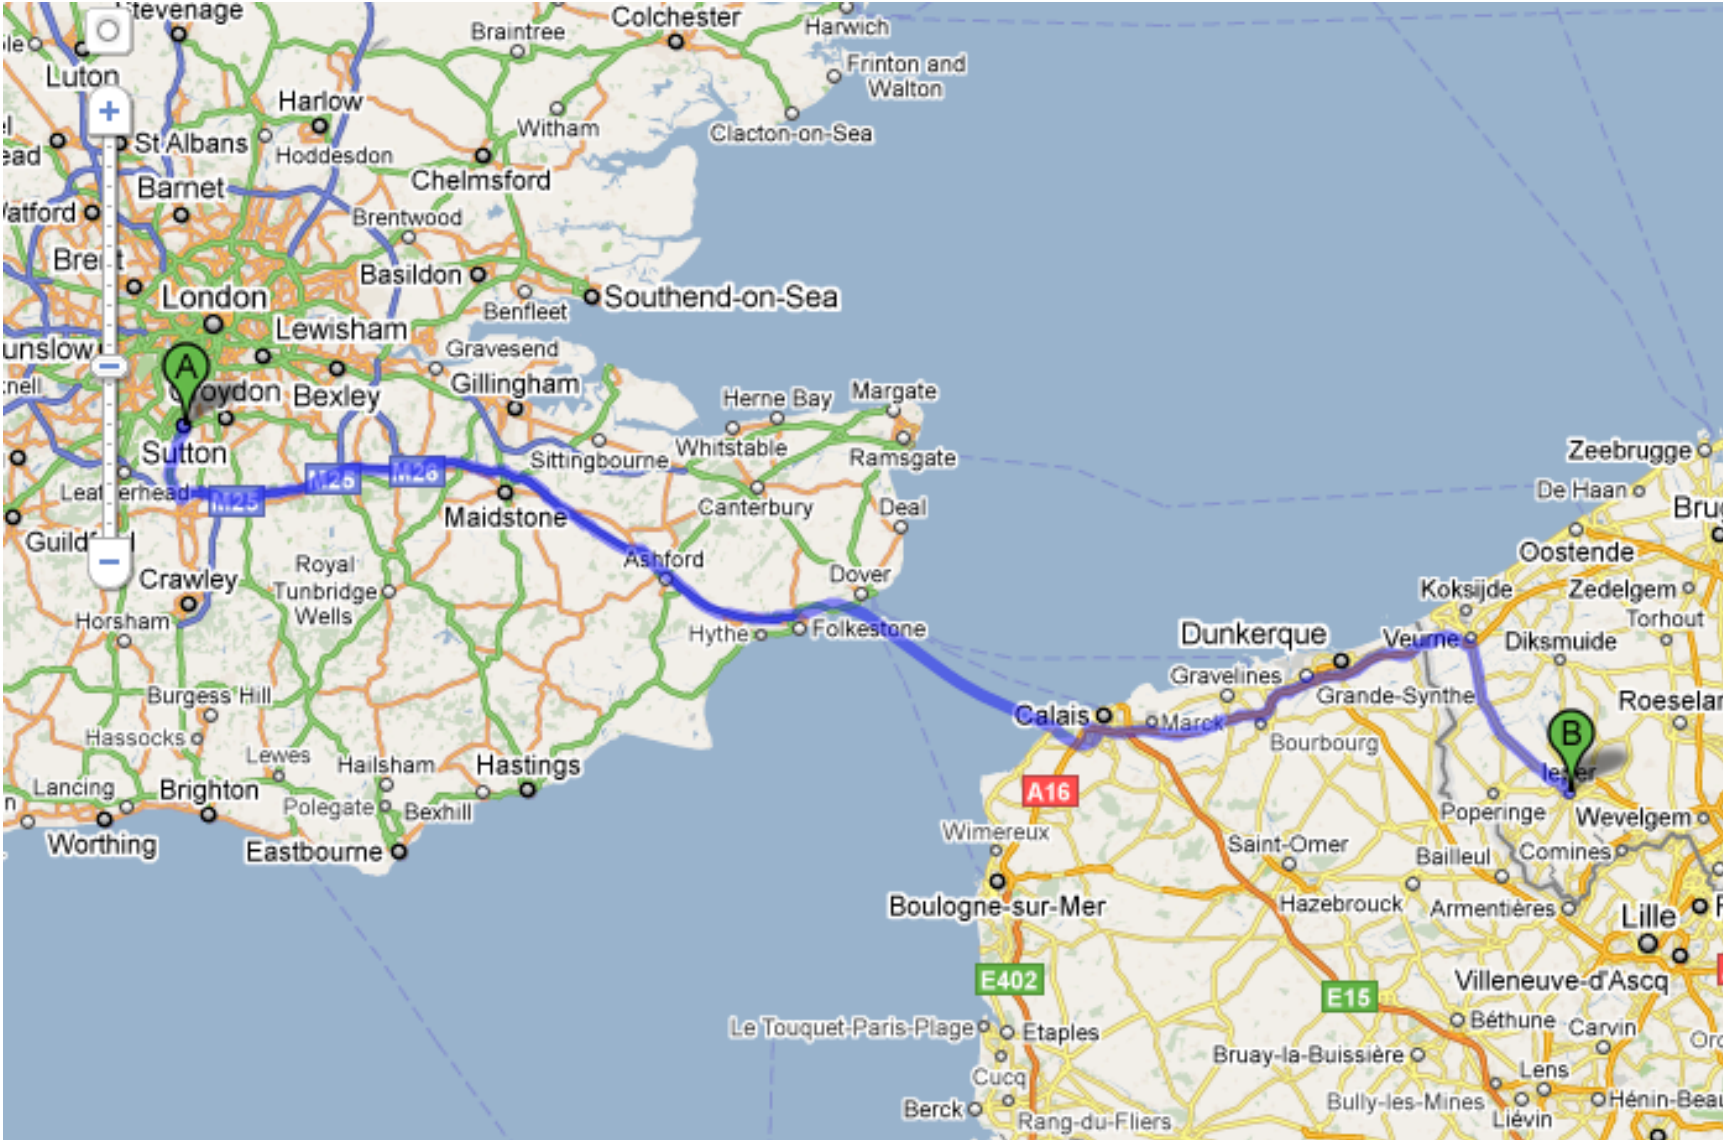 Stevenage
Colchester
Braintree
Harwich
Luton
Frinton and
Walton
Harlow
Witham
Clacton-on-Sea
St Albans
Hoddesdon
Chelmsford
Barnet
Brentwood
Brent
Basildon
London
Southend-on-Sea
Benfleet
Lewisham
Gravesend
A
Gillingham
Bexley
Herne Bay
Margate
Sutton
Whitstable
Ramsgate
Sittingbourne
Zeebrugge
M25
M26
Leatherhead
M25
De Haan
Canterbury
Deal
Maidstone
Guildford
Oostende
Ashford
Royal
Tunbridge
Wells
Crawley
Dover
Koksijde
Zedelgem
Horsham
Torhout
Hythe
Folkestone
Dunkerque
Veurne
Diksmuide
Gravelines
Grande-Synthe
Burgess Hill
Calais
Marck
Roeselar
Hassocks
Bourbourg
B
Lewes
Hailsham
Hastings
Ieper
Lancing
Brighton
Polegate
Bexhill
A16
Poperinge
Wevelgem
Worthing
Eastbourne
Wimereux
Saint-Omer
Bailleul
Comines
Boulogne-sur-Mer
Hazebrouck
Armentières
Lille
E402
E15
Villeneuve-d'Ascq
Le Touquet-Paris-Plage
Etaples
Béthune
Carvin
Bruay-la-Buissière
Cucq
Lens
Berck
Rang-du-Fliers
Bully-les-Mines
Liévin
Hénin-Beau